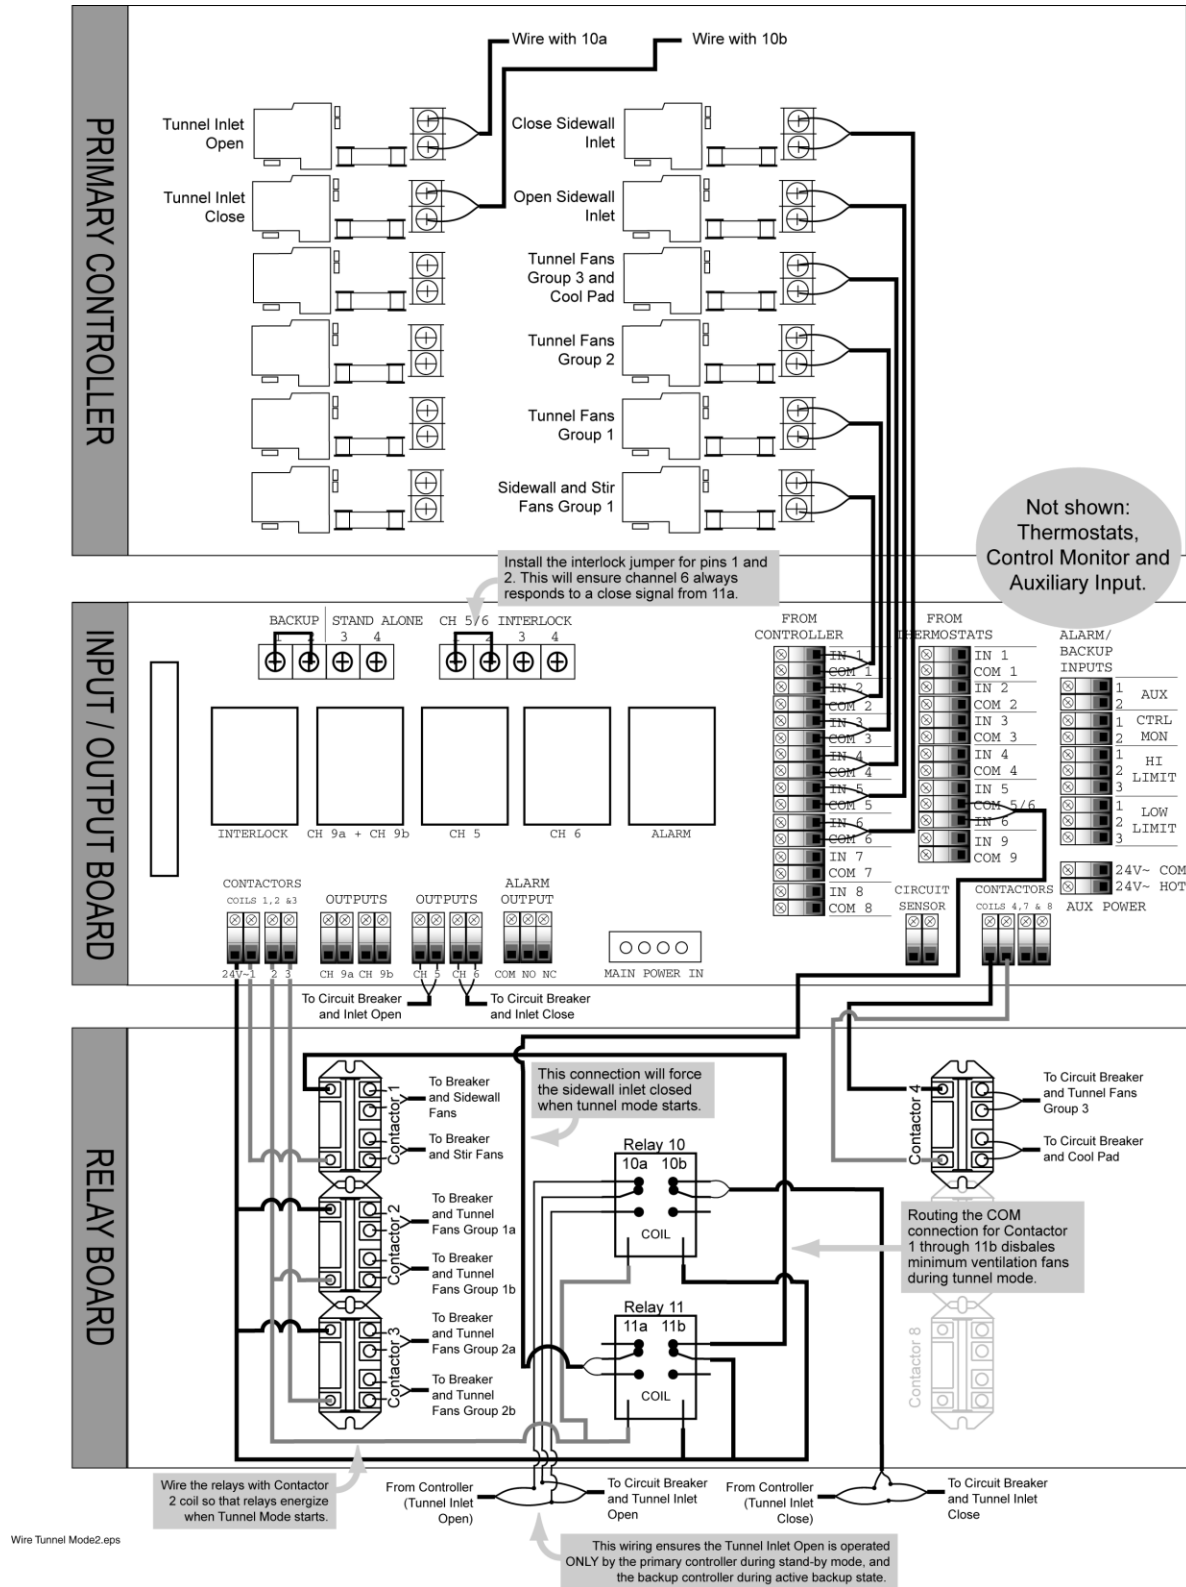 PRIMARY CONTROLLER
Wire with 10a
Wire with 10b
Tunnel Inlet
Open
Close Sidewall
Inlet
Tunnel Inlet
Close
Open Sidewall
Inlet
Tunnel Fans
Group 3 and
Cool Pad
Tunnel Fans
Group 2
Tunnel Fans
Group 1
Sidewall and Stir
Fans Group 1
Not shown:
Thermostats,
Control Monitor and
Auxiliary Input.
Install the interlock jumper for pins 1 and
2. This will ensure channel 6 always
responds to a close signal from 11a.
INPUT / OUTPUT BOARD
BACKUP STAND ALONE
1 2 3 4
CH 5/6 INTERLOCK
1 2 3 4
INTERLOCK
CH 9a + CH 9b
CH 5
CH 6
ALARM
FROM
CONTROLLER
IN 1
COM 1
IN 2
COM 2
IN 3
COM 3
IN 4
COM 4
IN 5
COM 5
IN 6
COM 6
IN 7
COM 7
IN 8
COM 8
FROM
THERMOSTATS
IN 1
COM 1
IN 2
COM 2
IN 3
COM 3
IN 4
COM 4
IN 5
COM 5/6
IN 6
IN 9
COM 9
ALARM/
BACKUP
INPUTS
1
2
AUX
1
2
CTRL
MON
1
2
3
HI
LIMIT
1
2
3
LOW
LIMIT
24V~ COM
24V~ HOT
AUX POWER
CONTACTORS
COILS 1,2 &3
24V~1 2 3
OUTPUTS
CH 9a CH 9b
OUTPUTS
CH 5 CH 6
ALARM
OUTPUT
COM NO NC
MAIN POWER IN
CIRCUIT
SENSOR
CONTACTORS
COILS 4,7 & 8
To Circuit Breaker
and Inlet Open
To Circuit Breaker
and Inlet Close
RELAY BOARD
Contactor 1
To Breaker
and Sidewall
Fans
To Breaker
and Stir Fans
Contactor 2
To Breaker
and Tunnel
Fans Group 1a
To Breaker
and Tunnel
Fans Group 1b
Contactor 3
To Breaker
and Tunnel
Fans Group 2a
To Breaker
and Tunnel
Fans Group 2b
This connection will force
the sidewall inlet closed
when tunnel mode starts.
Relay 10
10a 10b
COIL
Relay 11
11a 11b
COIL
Contactor 4
To Circuit Breaker
and Tunnel Fans
Group 3
To Circuit Breaker
and Cool Pad
Routing the COM
connection for Contactor
1 through 11b disbales
minimum ventilation fans
during tunnel mode.
Contactor 8
Wire the relays with Contactor
2 coil so that relays energize
when Tunnel Mode starts.
From Controller
(Tunnel Inlet
Open)
To Circuit Breaker
and Tunnel Inlet
Open
From Controller
(Tunnel Inlet
Close)
To Circuit Breaker
and Tunnel Inlet
Close
This wiring ensures the Tunnel Inlet Open is operated
ONLY by the primary controller during stand-by mode, and
the backup controller during active backup state.
Wire Tunnel Mode2.eps